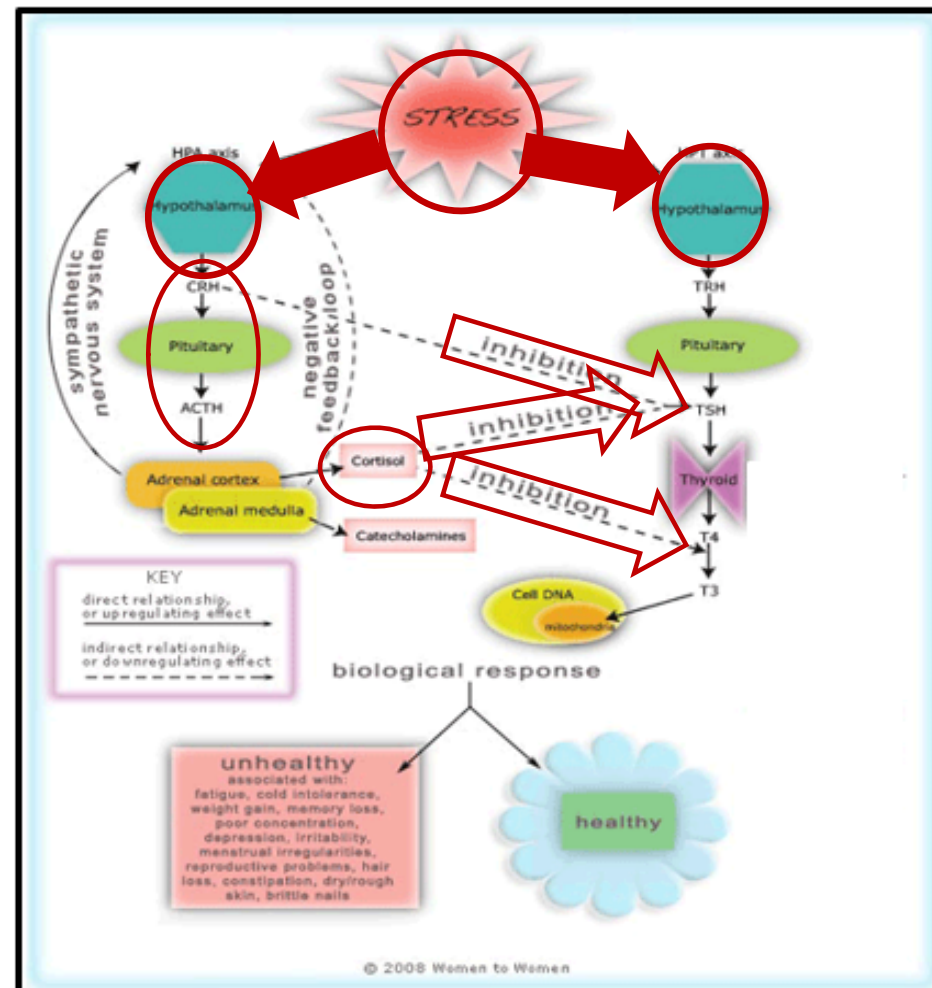 STRESS
HPA axis
HPT axis
Hypothalamus
Hypothalamus
CRH
TRH
sympathetic
nervous system
negative
feedback loop
Pituitary
Pituitary
inhibition
inhibition
inhibition
ACTH
TSH
Adrenal cortex
Cortisol
Thyroid
Adrenal medulla
Catecholamines
T4
T3
KEY
direct relationship,
or upregulating effect
indirect relationship,
or downregulating effect
Cell DNA
mitochondria
biological response
unhealthy
associated with:
fatigue, cold intolerance,
weight gain, memory loss,
poor concentration,
depression, irritability,
menstrual irregularities,
reproductive problems, hair
loss, constipation, dry/rough
skin, brittle nails
healthy
© 2008 Women to Women